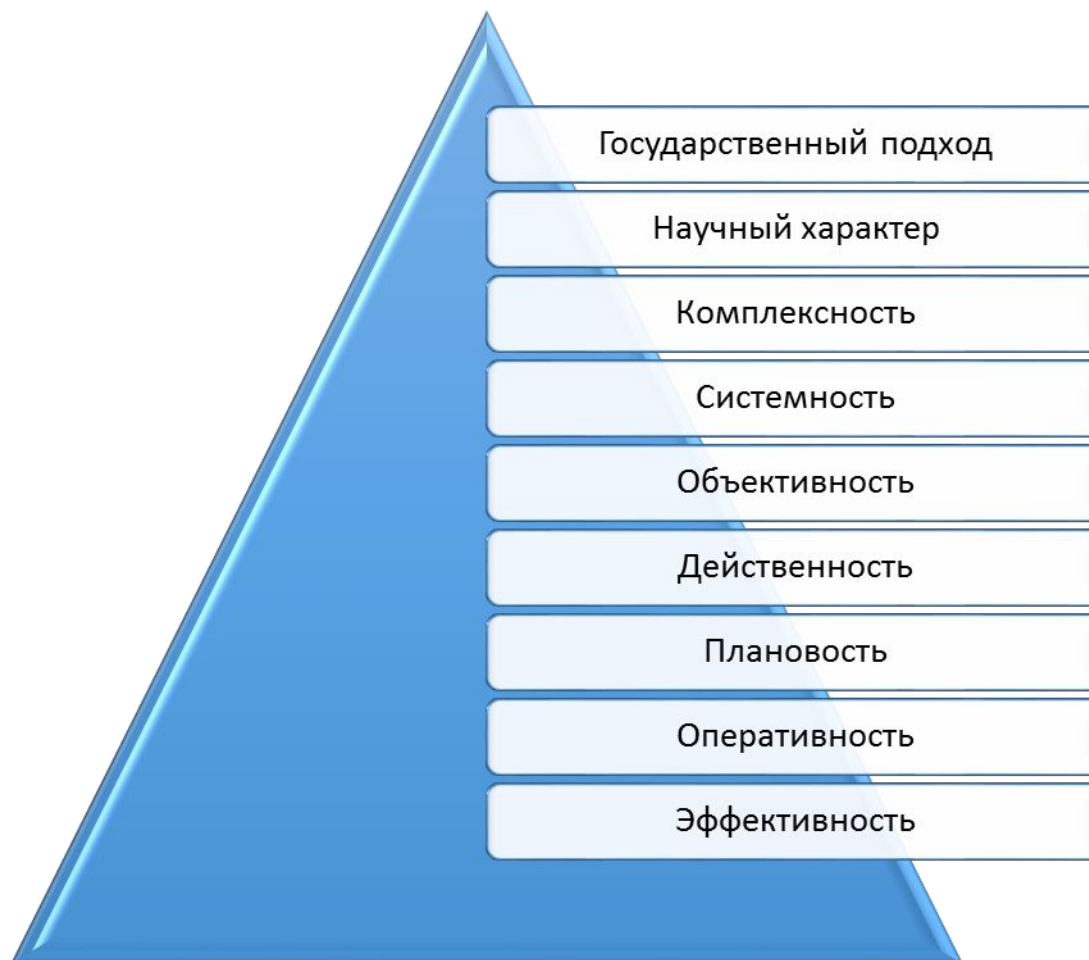 Государственный подход
Научный характер
Комплексность
Системность
Объективность
Действенность
Плановость
Оперативность
Эффективность